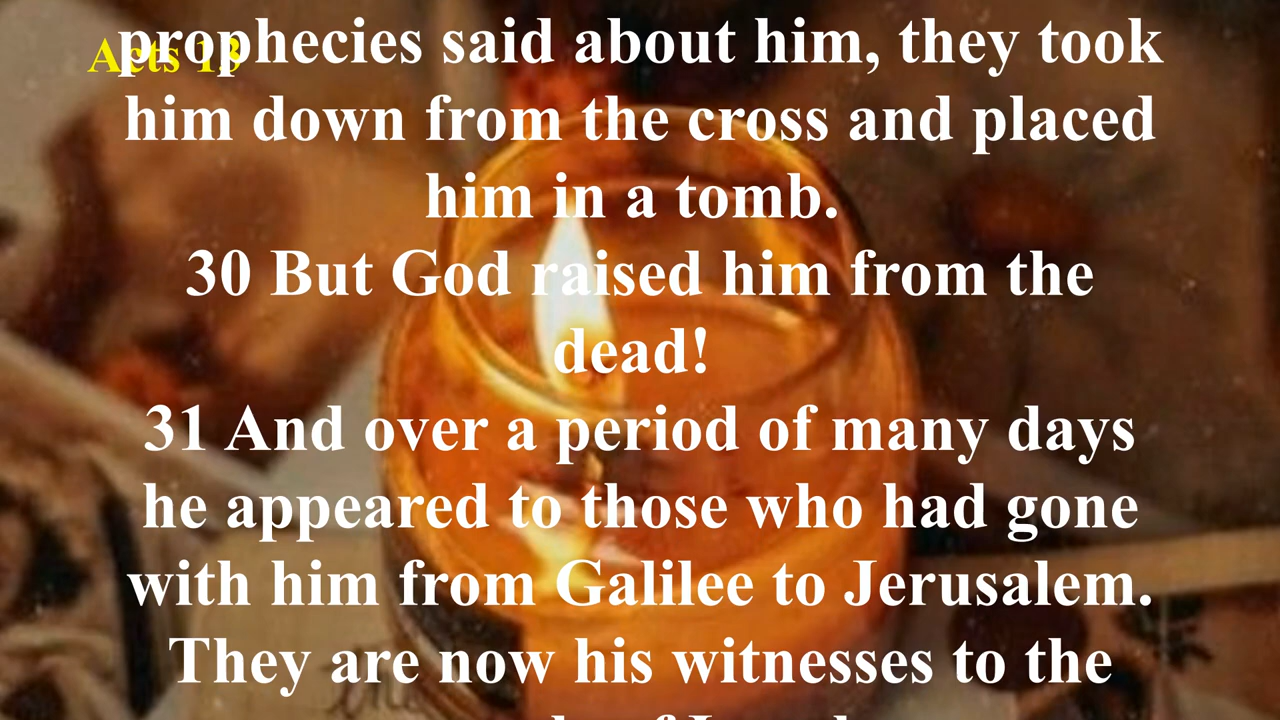 Acts 13
prophecies said about him, they took
him down from the cross and placed
him in a tomb.
30 But God raised him from the
dead!
31 And over a period of many days
he appeared to those who had gone
with him from Galilee to Jerusalem.
They are now his witnesses to the